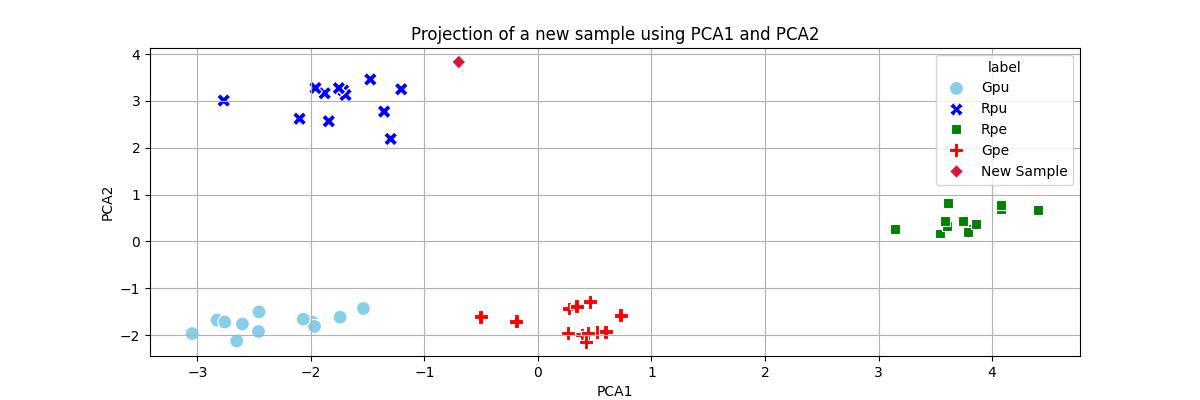 Projection of a new sample using PCA1 and PCA2
4
3
2
1
0
−1
−2
PCA2
label
Gpu
Rpu
Rpe
Gpe
New Sample
−3 −2 −1 0 1 2 3 4
PCA1